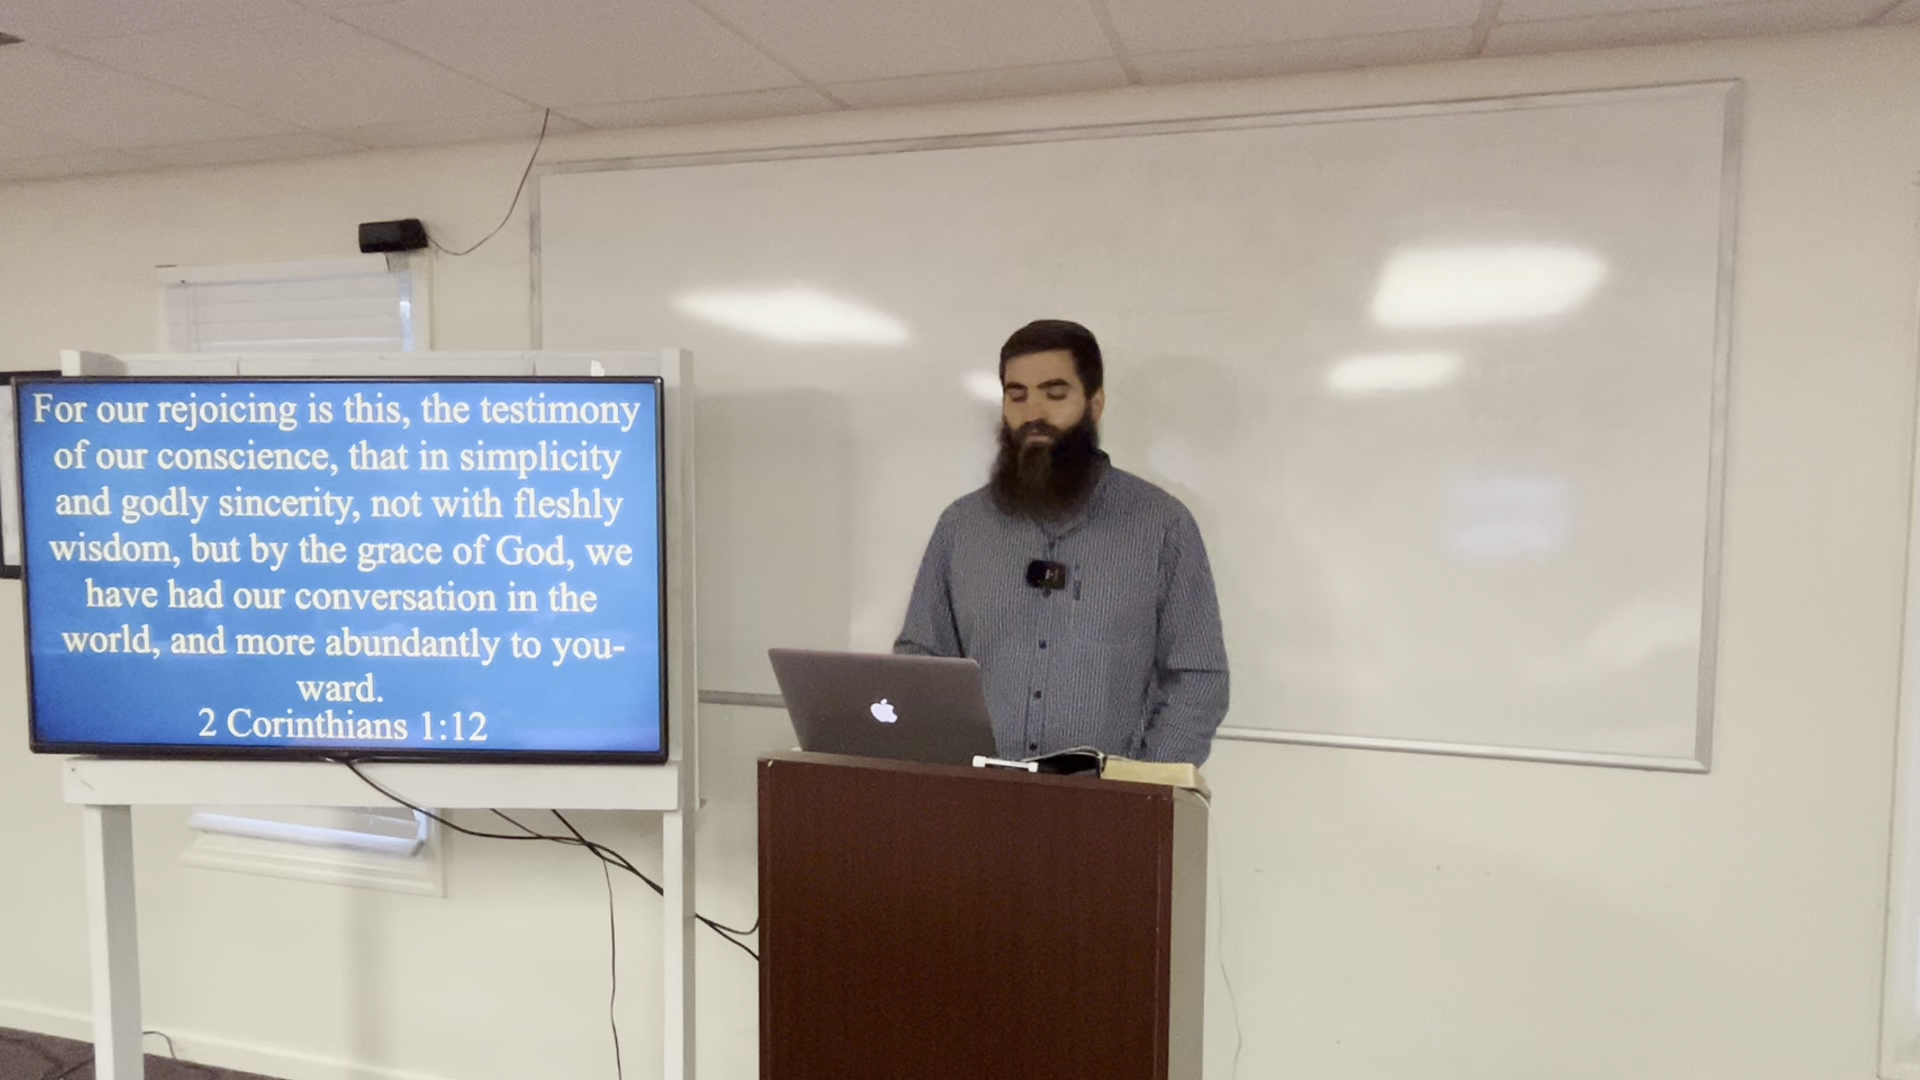 For our rejoicing is this, the testimony
of our conscience, that in simplicity
and godly sincerity, not with fleshly
wisdom, but by the grace of God, we
have had our conversation in the
world, and more abundantly to you-
ward.
2 Corinthians 1:12